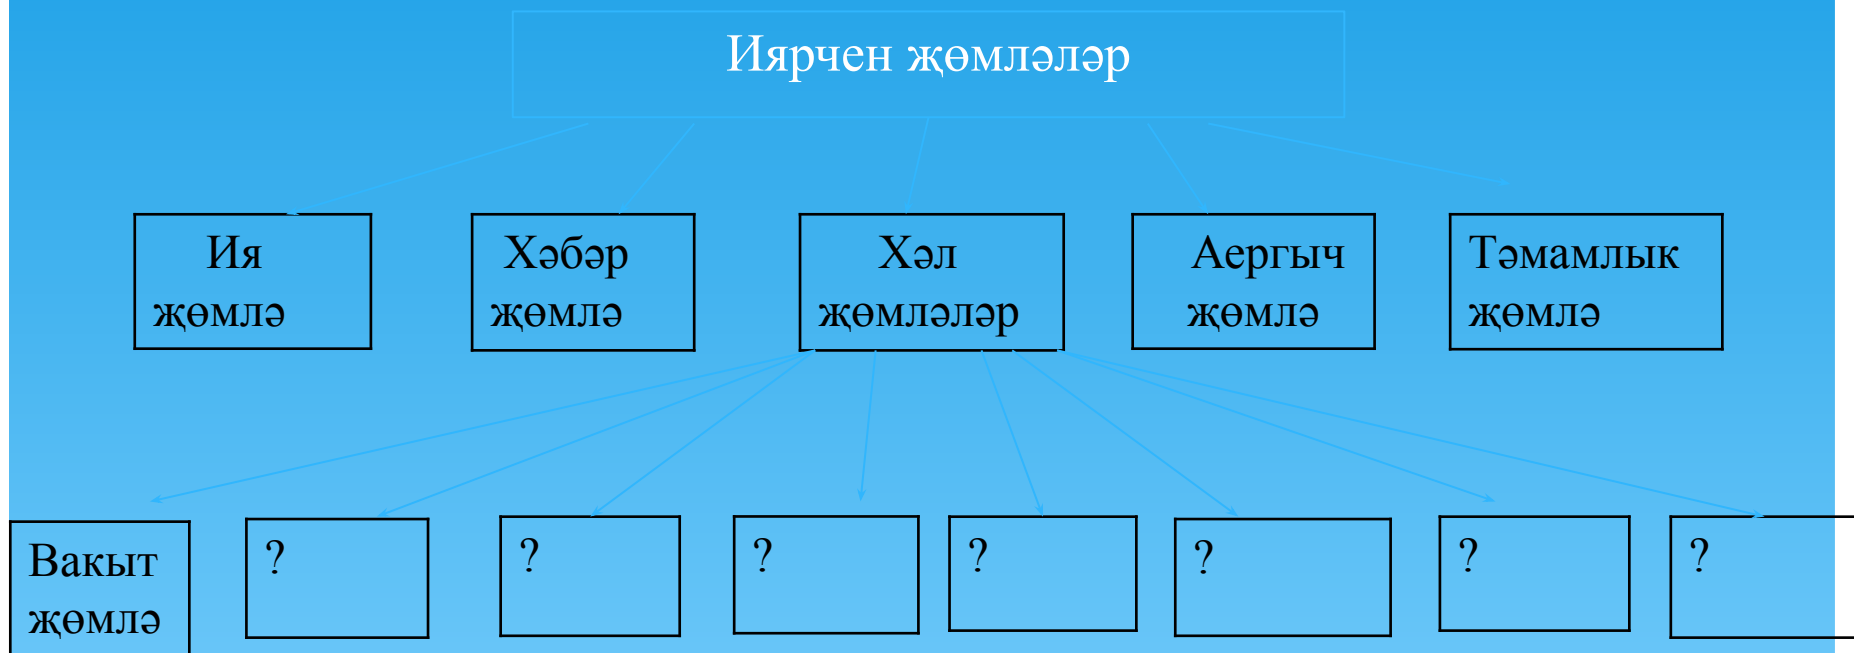 Иярчен җөмләләр
Ия
җөмлә
Хәбәр
җөмлә
Хәл
җөмләләр
Аергыч
җөмлә
Тәмамлык
җөмлә
Вакыт
җөмлә
?
?
?
?
?
?
?